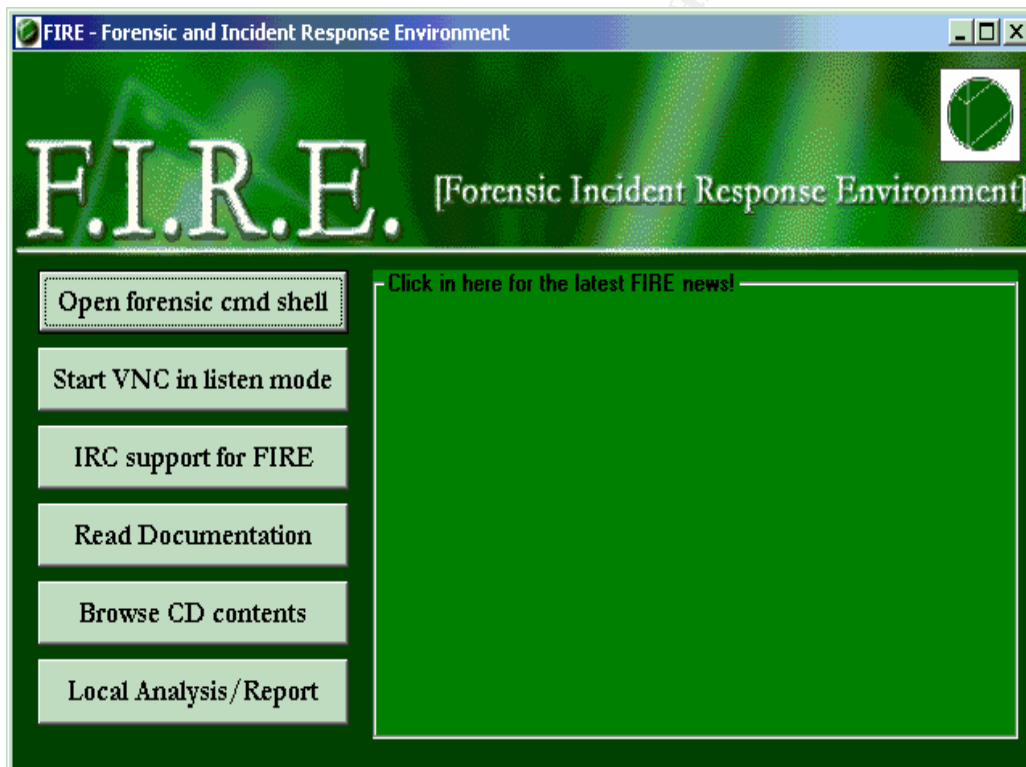 FIRE - Forensic and Incident Response Environment
F.I.R.E.
[Forensic Incident Response Environment]
Open forensic cmd shell
Click in here for the latest FIRE news!
Start VNC in listen mode
IRC support for FIRE
Read Documentation
Browse CD contents
Local Analysis/Report